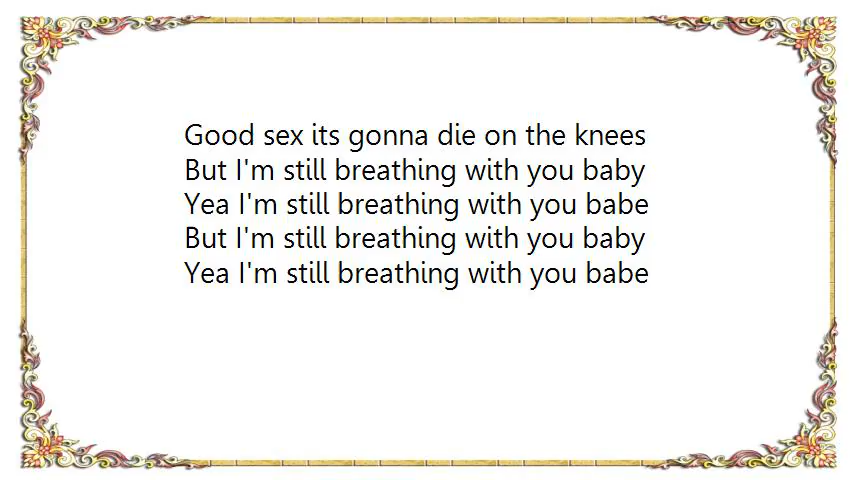 Good sex its gonna die on the knees
But I'm still breathing with you baby
Yea I'm still breathing with you babe
But I'm still breathing with you baby
Yea I'm still breathing with you babe